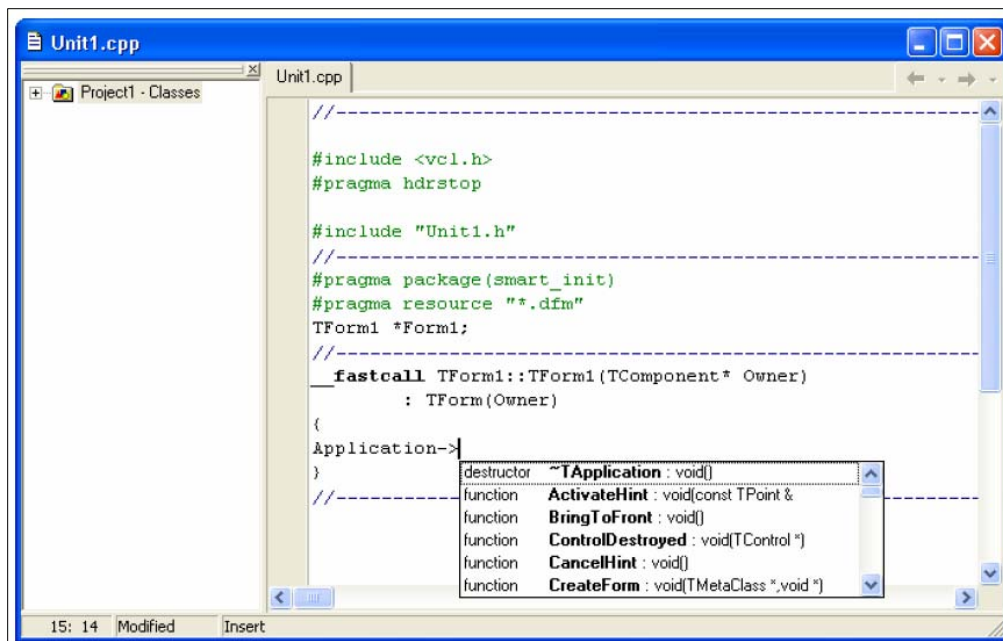 Unit1.cpp
Project1 - Classes
Unit1.cpp
//---------------------------------------------------------
#include <vcl.h>
#pragma hdrstop
#include "Unit1.h"
//---------------------------------------------------------
#pragma package(smart_init)
#pragma resource "*.dfm"
TForm1 *Form1;
//---------------------------------------------------------
__fastcall TForm1::TForm1(TComponent* Owner)
: TForm(Owner)
{
Application->
}
//-----------
destructor ~TApplication : void()
function ActivateHint : void(const TPoint &
function BringToFront : void()
function ControlDestroyed : void(TControl *)
function CancelHint : void()
function CreateForm : void(TMetaClass *,void *)
15: 14 Modified Insert